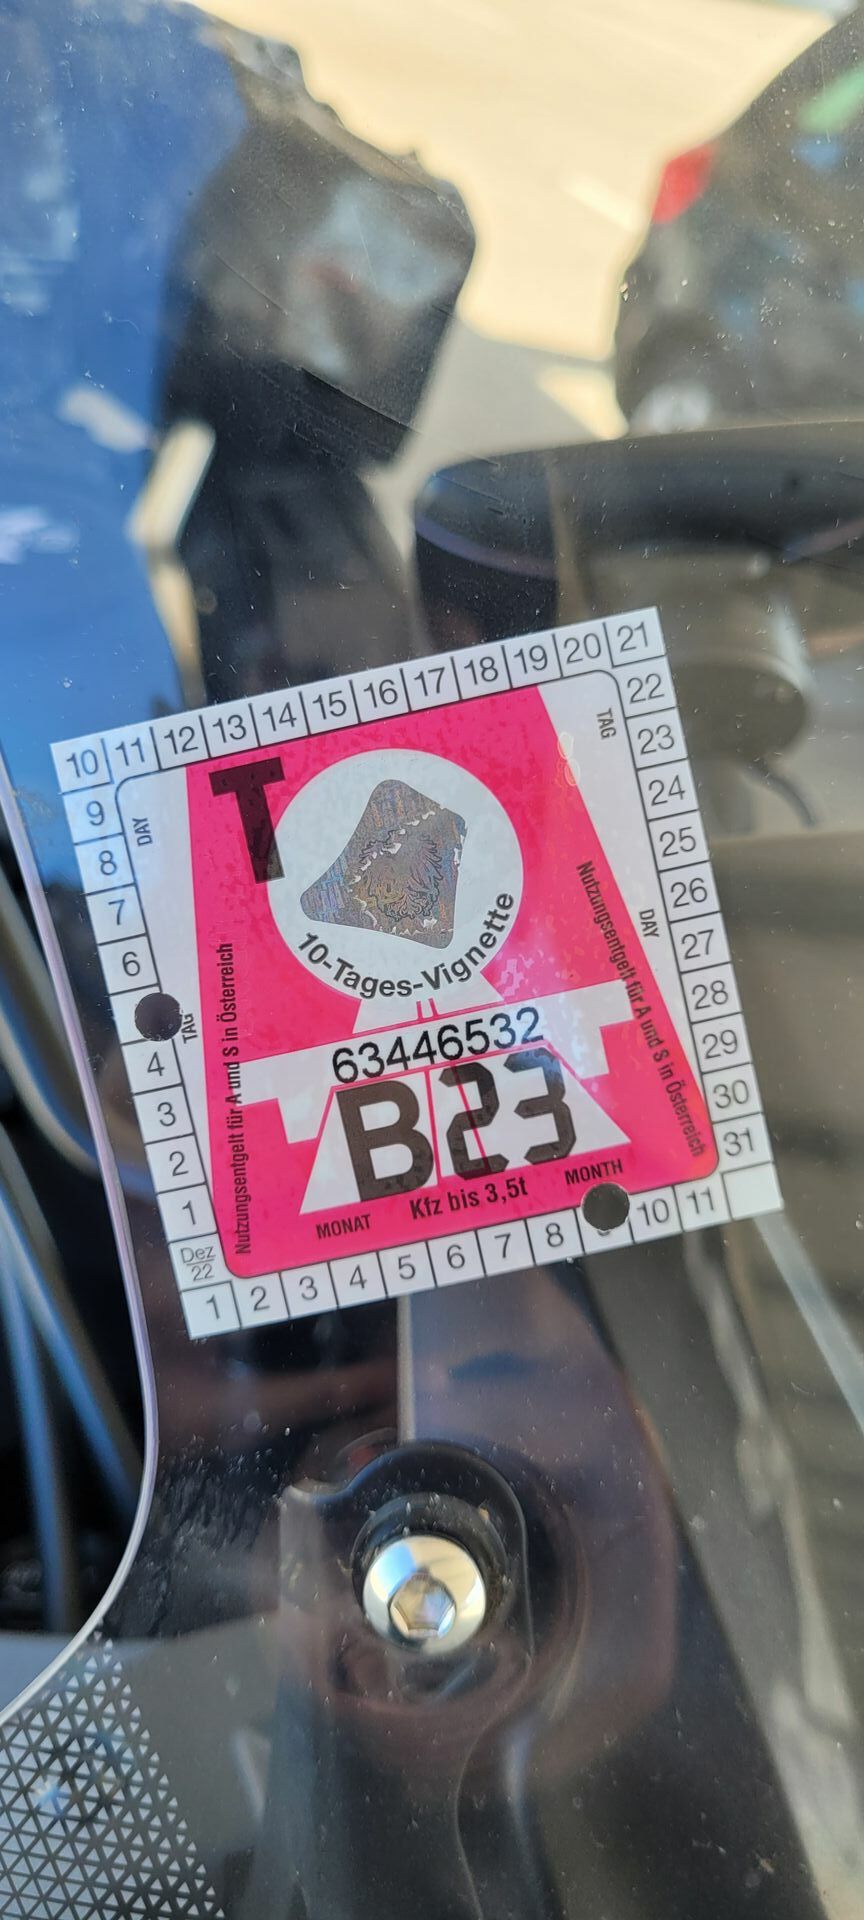 10 11 12 13 14 15 16 17 18 19 20 21
9
8
7
6
4
3
2
1
Dez
22
22
23
24
25
26
27
28
29
30
31
DAY
TAG
TAG
DAY
T
10-Tages-Vignette
Nutzungsentgelt für A und S in Österreich
Nutzungsentgelt für A und S in Österreich
63446532
B23
MONAT Kfz bis 3,5t MONTH
1 2 3 4 5 6 7 8 10 11